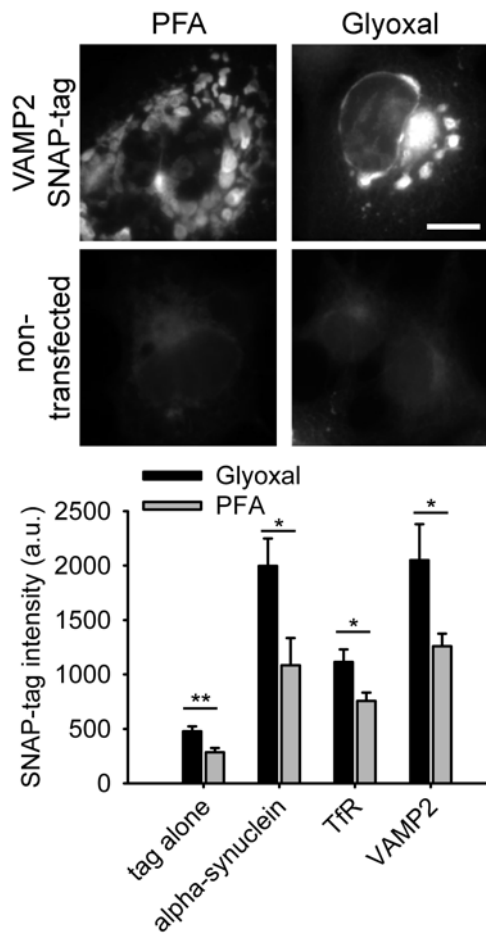 PFA Glyoxal
VAMP2
SNAP-tag
non-
transfected
Glyoxal
PFA
SNAP-tag intensity (a.u.)
2500
2000
1500
1000
500
0
**
*
*
*
tag alone
alpha-synuclein
TfR
VAMP2